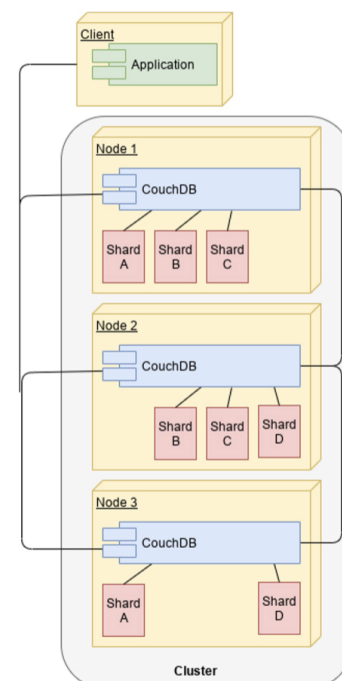 Client
Application
Node 1
CouchDB
Shard
A
Shard
B
Shard
C
Node 2
CouchDB
Shard
B
Shard
C
Shard
D
Node 3
CouchDB
Shard
A
Shard
D
Cluster